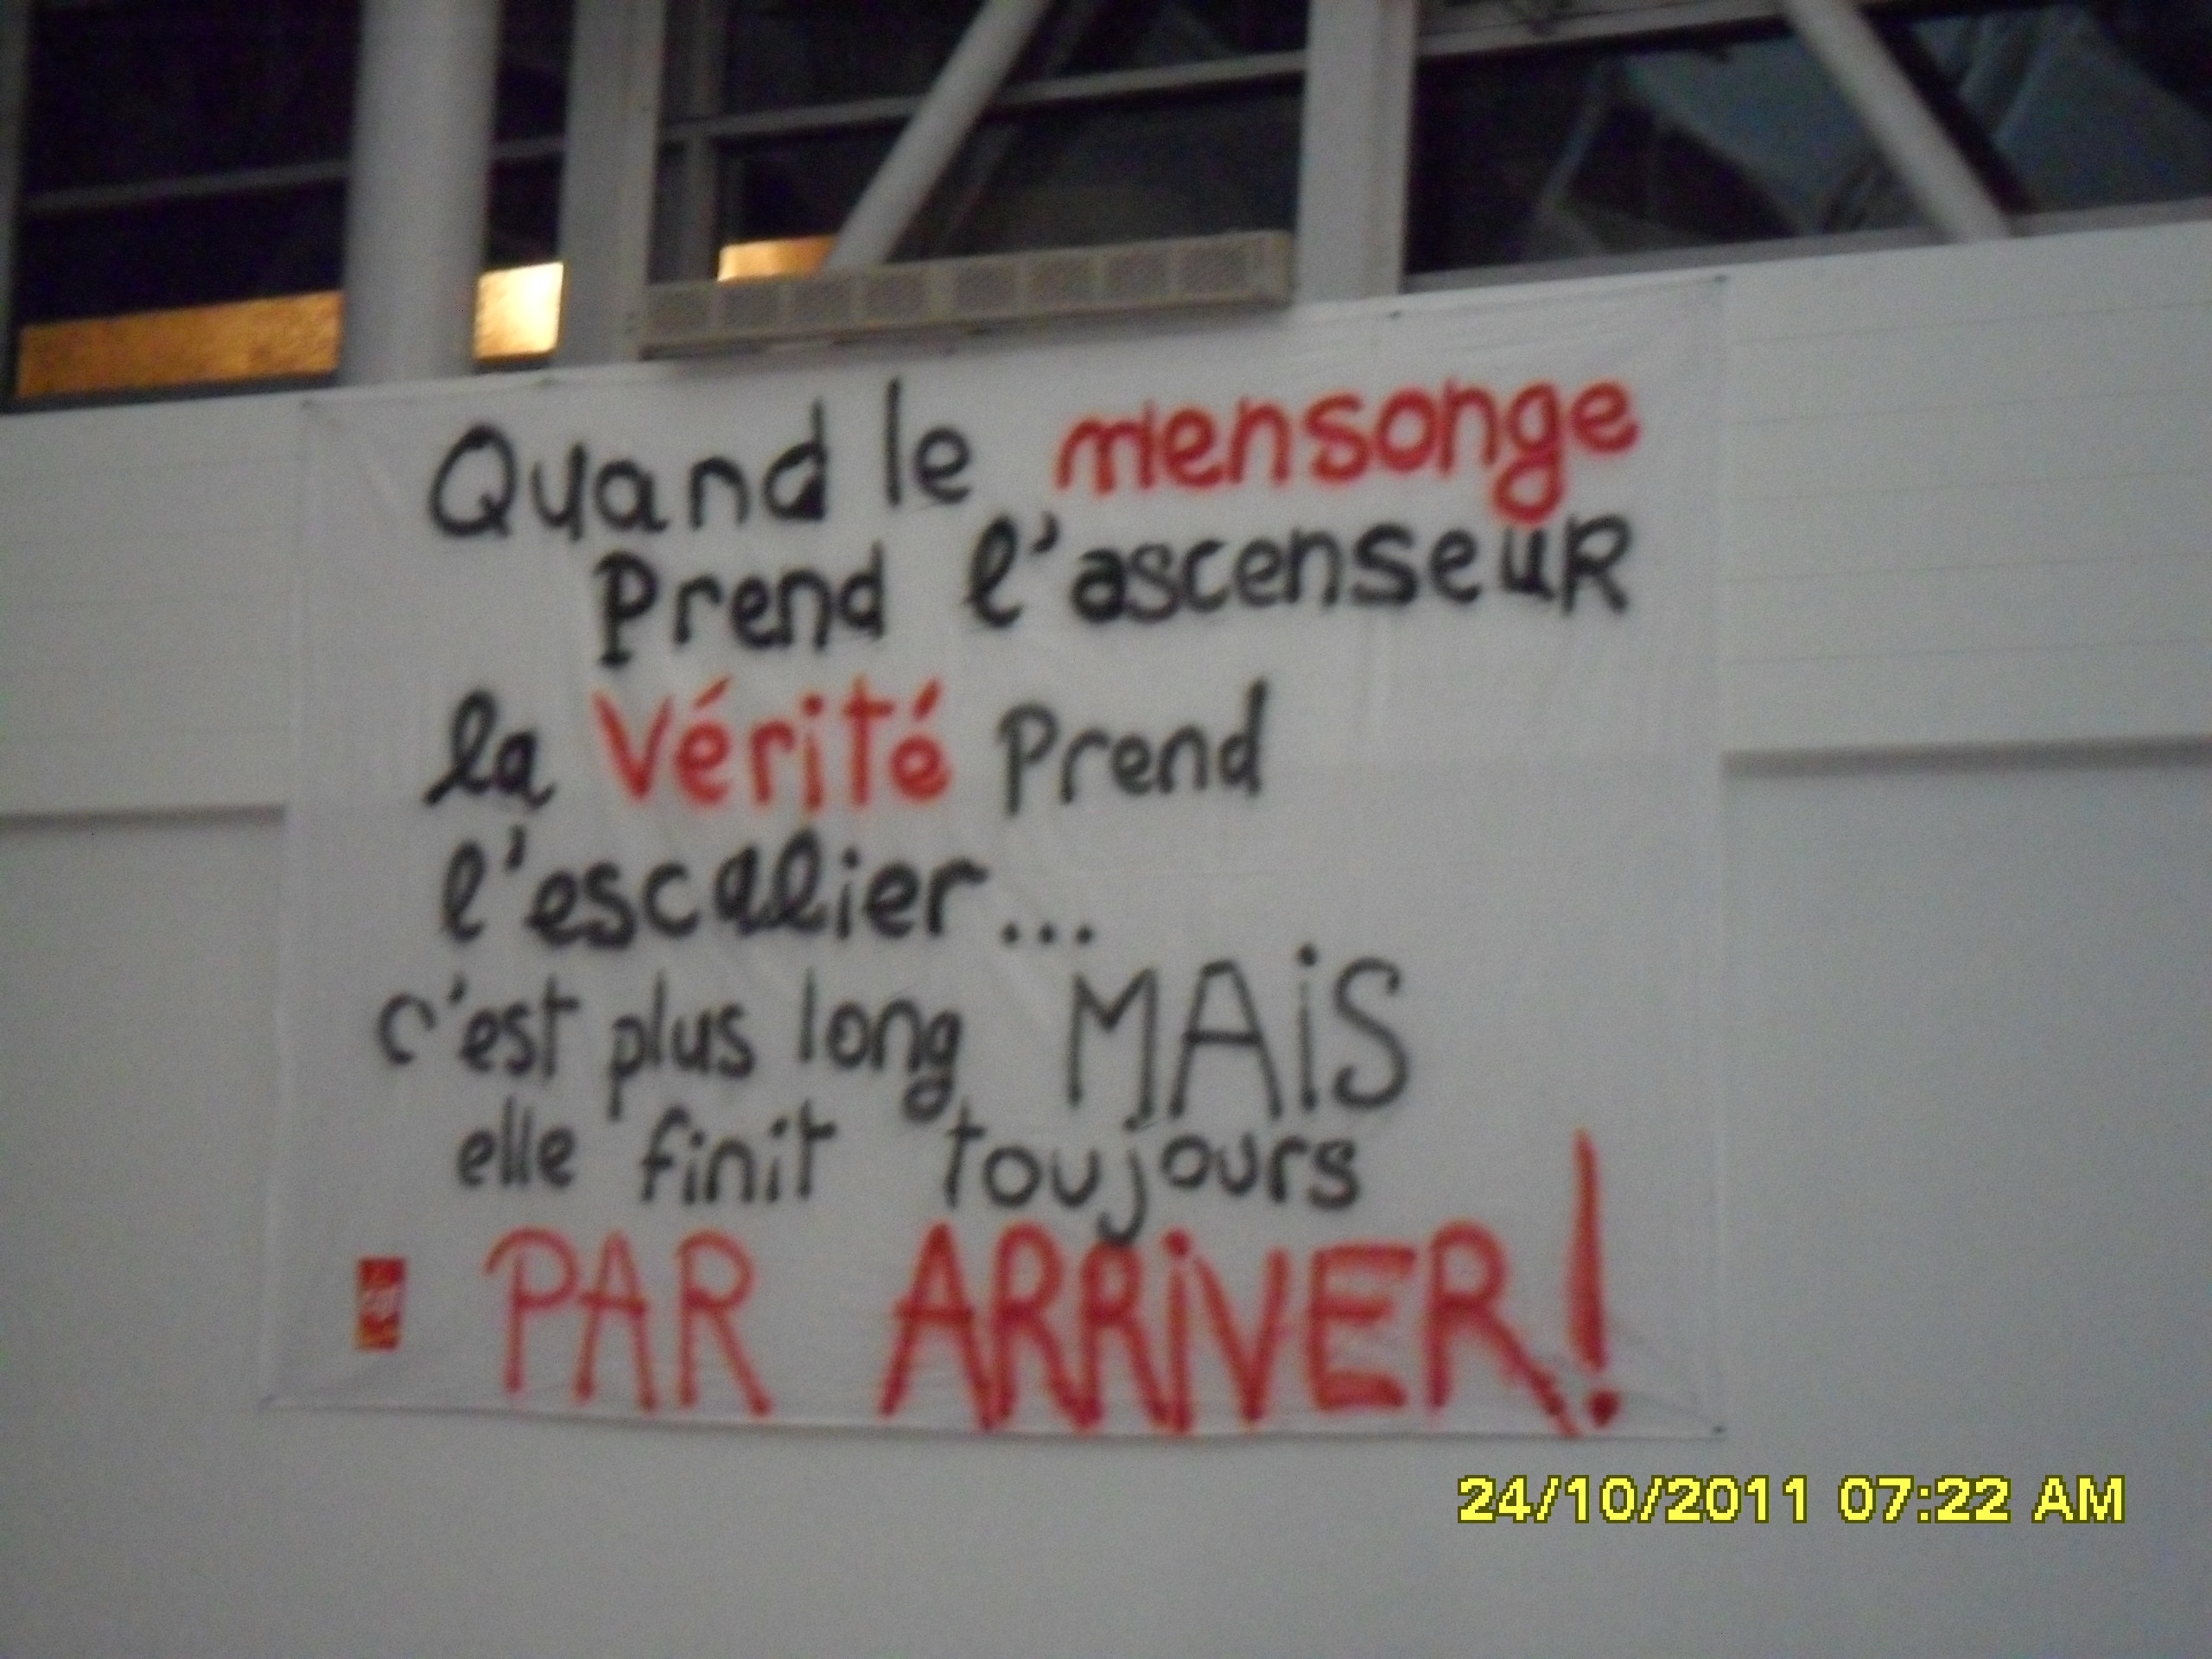 Quand le mensonge
Prend l'ascenseuR
la Vérité Prend
l'escalier...
c'est plus long MAiS
elle finit toujours
PAR ARRiVER!
cgt
24/10/2011 07:22 AM